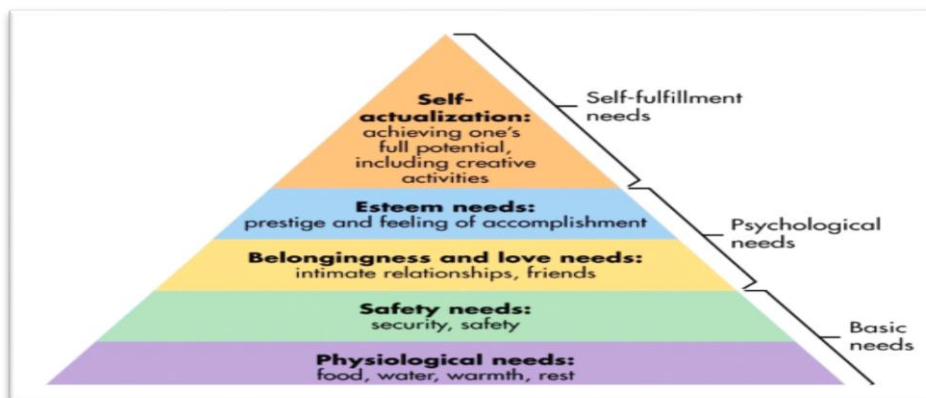 Self-
actualization:
achieving one's
full potential,
including creative
activities
Self-fulfillment
needs
Esteem needs:
prestige and feeling of accomplishment
Psychological
needs
Belongingness and love needs:
intimate relationships, friends
Safety needs:
security, safety
Basic
needs
Physiological needs:
food, water, warmth, rest